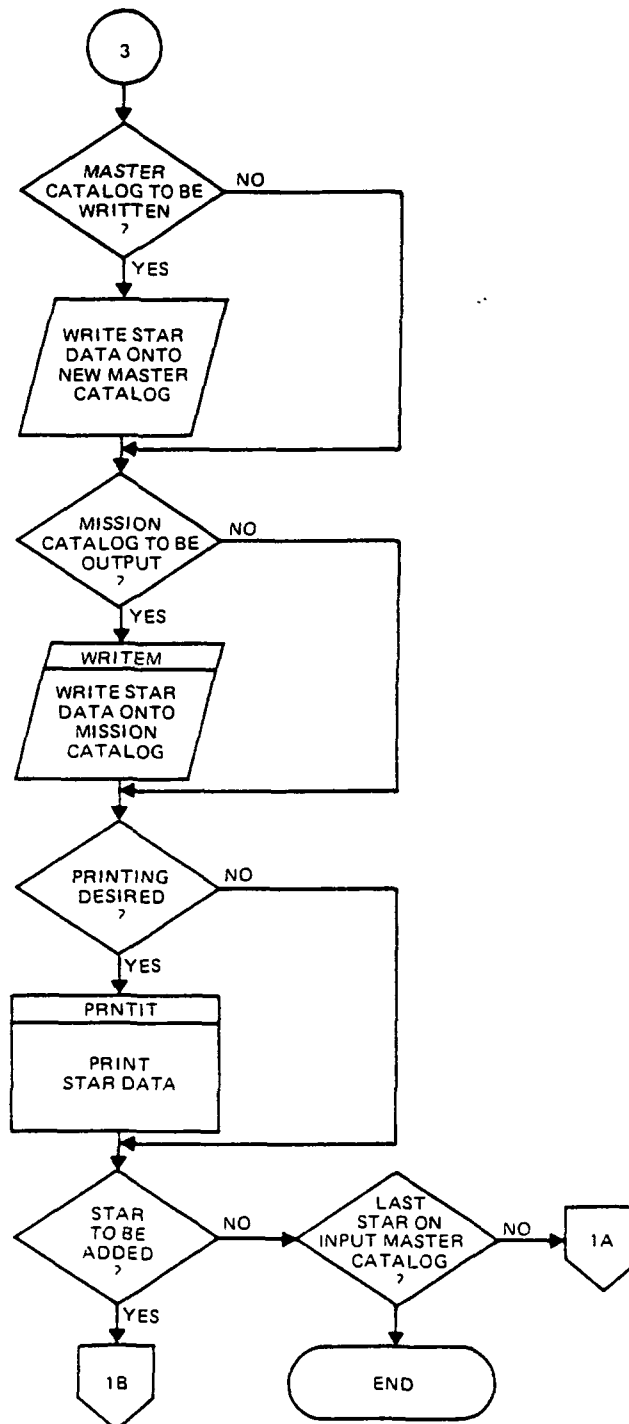 3
MASTER
CATALOG TO BE
WRITTEN
?
NO
YES
WRITE STAR
DATA ONTO
NEW MASTER
CATALOG
MISSION
CATALOG TO BE
OUTPUT
?
NO
YES
WRITEM
WRITE STAR
DATA ONTO
MISSION
CATALOG
PRINTING
DESIRED
?
NO
YES
PRNTIT
PRINT
STAR DATA
STAR
TO BE
ADDED
?
NO
LAST
STAR ON
INPUT MASTER
CATALOG
?
NO
1A
YES
1B
END